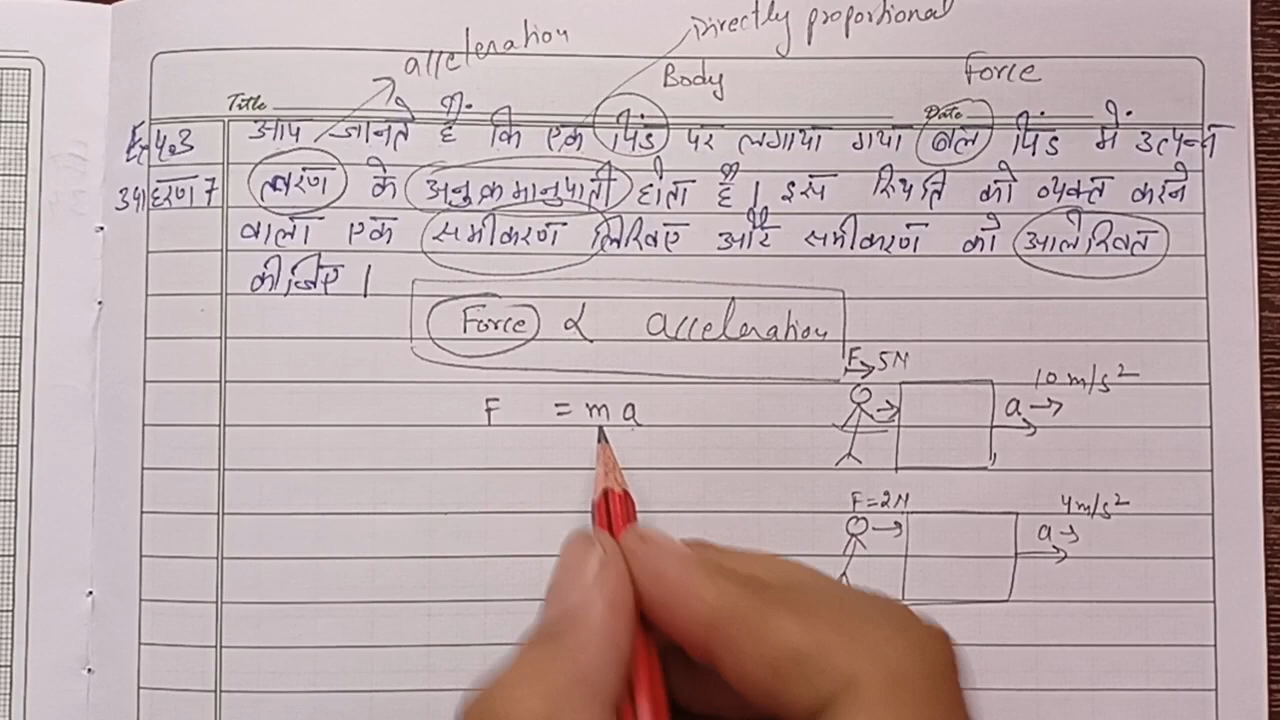 Directly proportional
acceleration
Body
Force
Title
Date
4.3
आप जानते हैं कि एक पिंड पर लगाया गया बल पिंड में उत्पन्न
उदाहरण 7
त्वरण के अनुक्रमानुपाती होता है। इस स्थिति को व्यक्त करने
वाला एक समीकरण लिखिए और समीकरण को आलेखित
कीजिए।
Force ∝ acceleration
F = ma
F→ 5N
10 m/s²
a →
F=2N
4m/s²
a →